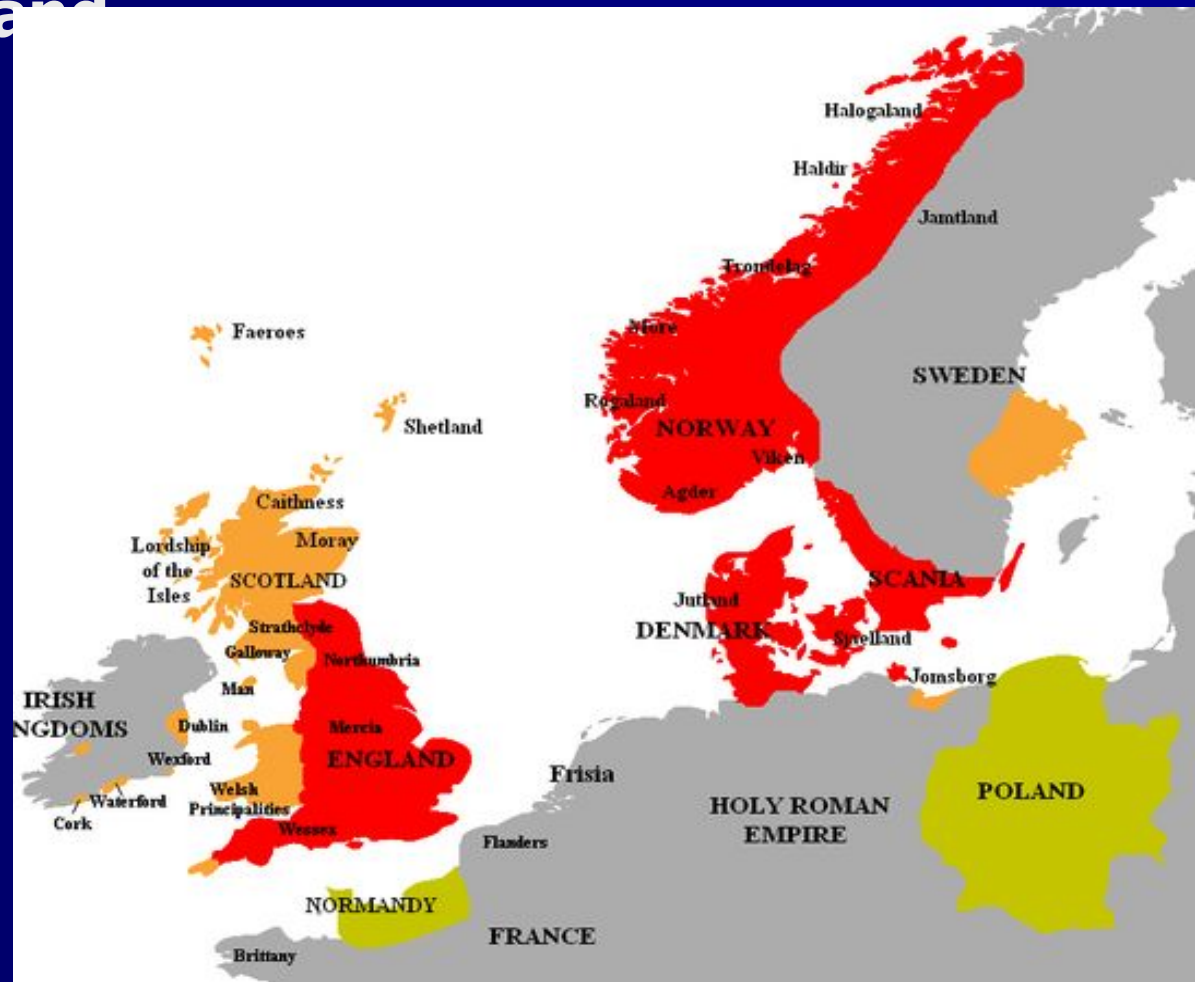 Halogaland
Haldir
Jamtland
Trondelag
More
Faeroes
SWEDEN
Rogaland
Shetland
NORWAY
Viken
Agder
Caithness
Moray
Lordship
of the
Isles
SCOTLAND
SCANIA
Jutland
Strathclyde
DENMARK
Sjaelland
Galloway
Northumbria
Jomsborg
Man
IRISH
NGDOMS
Dublin
Mercia
Wexford
ENGLAND
Frisia
Welsh
Principalities
POLAND
Waterford
Cork
HOLY ROMAN
EMPIRE
Wessex
Flanders
NORMANDY
FRANCE
Brittany